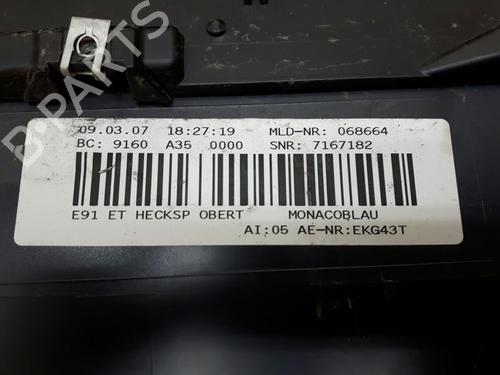 B-PARTS
09.03.07 18:27:19 MLD-NR: 068664
BC: 9160 A35 0000 SNR: 7167182
E91 ET HECKSP OBERT MONACOBLAU
AI:05 AE-NR:EKG43T